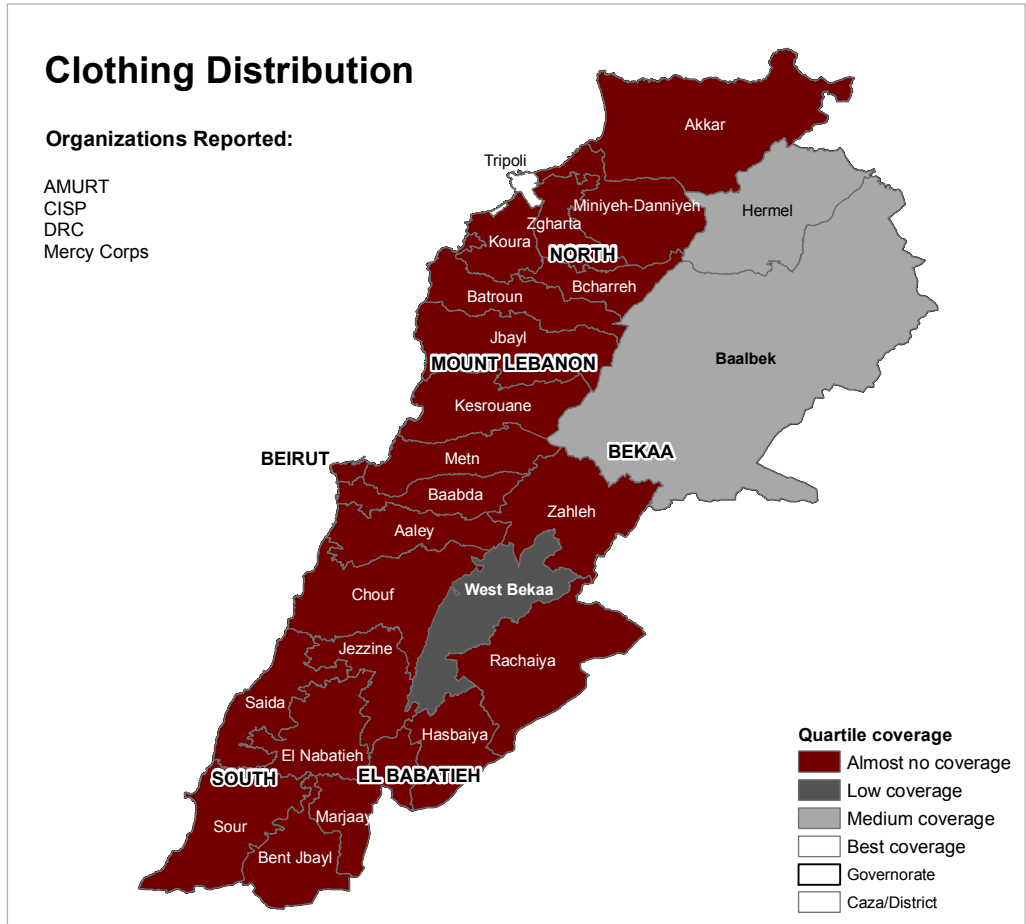 Clothing Distribution
Organizations Reported:
AMURT
CISP
DRC
Mercy Corps
Akkar
Tripoli
Miniyeh-Danniyeh
Hermel
Zgharta
Koura
NORTH
Bcharreh
Batroun
Jbayl
Baalbek
MOUNT LEBANON
Kesrouane
BEKAA
BEIRUT
Metn
Baabda
Zahleh
Aaley
West Bekaa
Chouf
Jezzine
Rachaiya
Saida
Hasbaiya
El Nabatieh
SOUTH
EL BABATIEH
Marjaay
Sour
Bent Jbayl
Quartile coverage
Almost no coverage
Low coverage
Medium coverage
Best coverage
Governorate
Caza/District